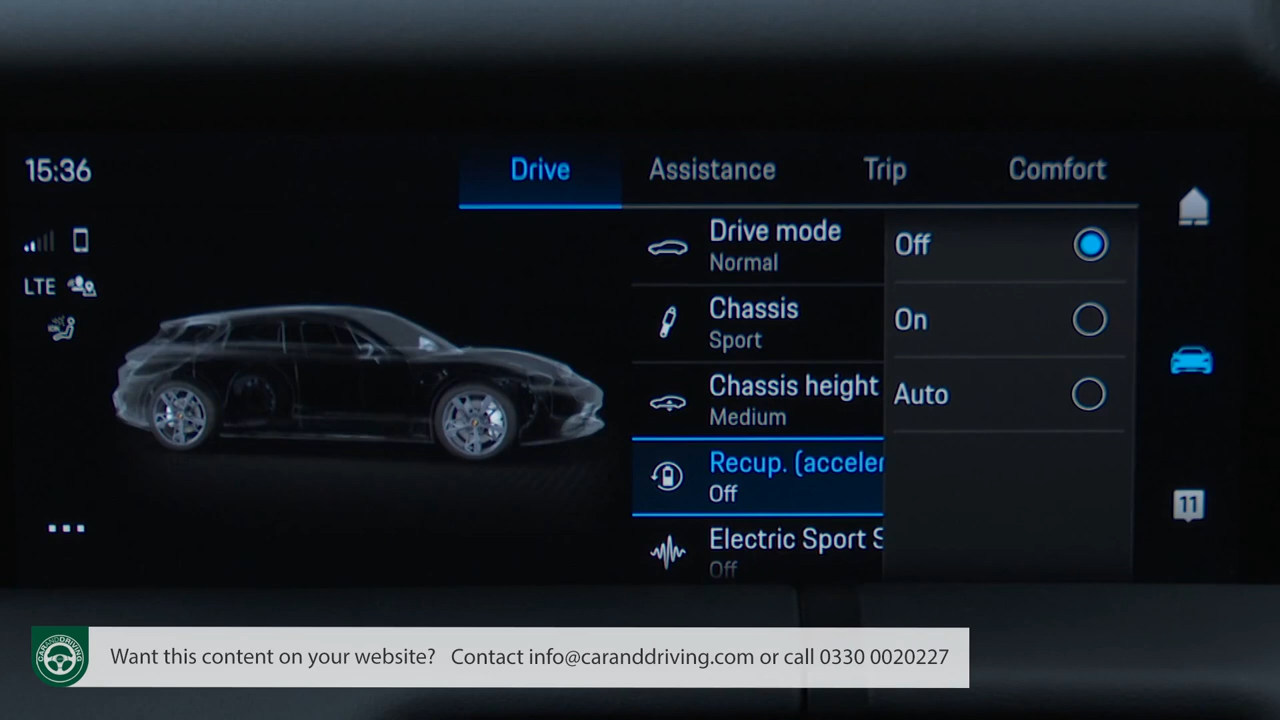 15:36
LTE
Drive
Assistance
Trip
Comfort
Drive mode
Normal
Chassis
Sport
Chassis height
Medium
Recup. (acceler
Off
Electric Sport S
Off
Off
On
Auto
11
CARANDDRIVING
Want this content on your website? Contact info@caranddriving.com or call 0330 0020227